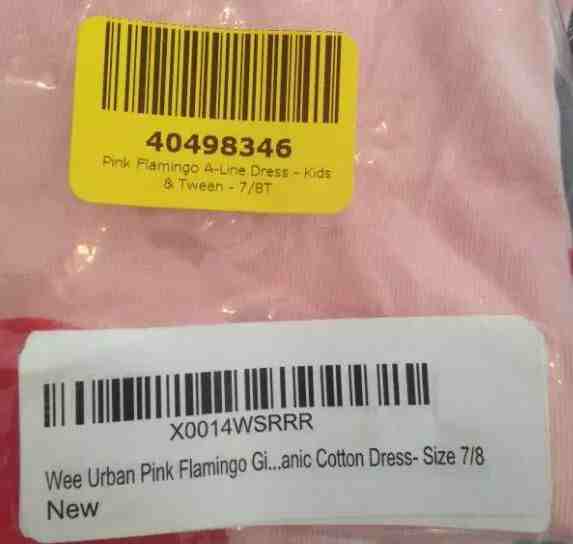 40498346
Pink Flamingo A-Line Dress - Kids
& Tween - 7/8T
X0014WSRRR
Wee Urban Pink Flamingo Gi...anic Cotton Dress- Size 7/8
New